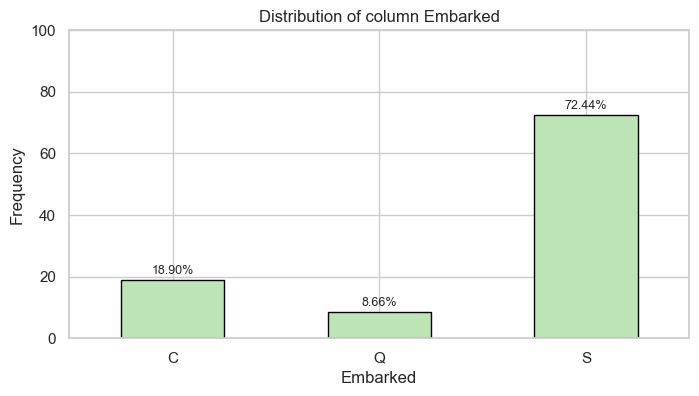 Distribution of column Embarked
100
80
60
40
20
0
Frequency
18.90%
8.66%
72.44%
C
Q
S
Embarked